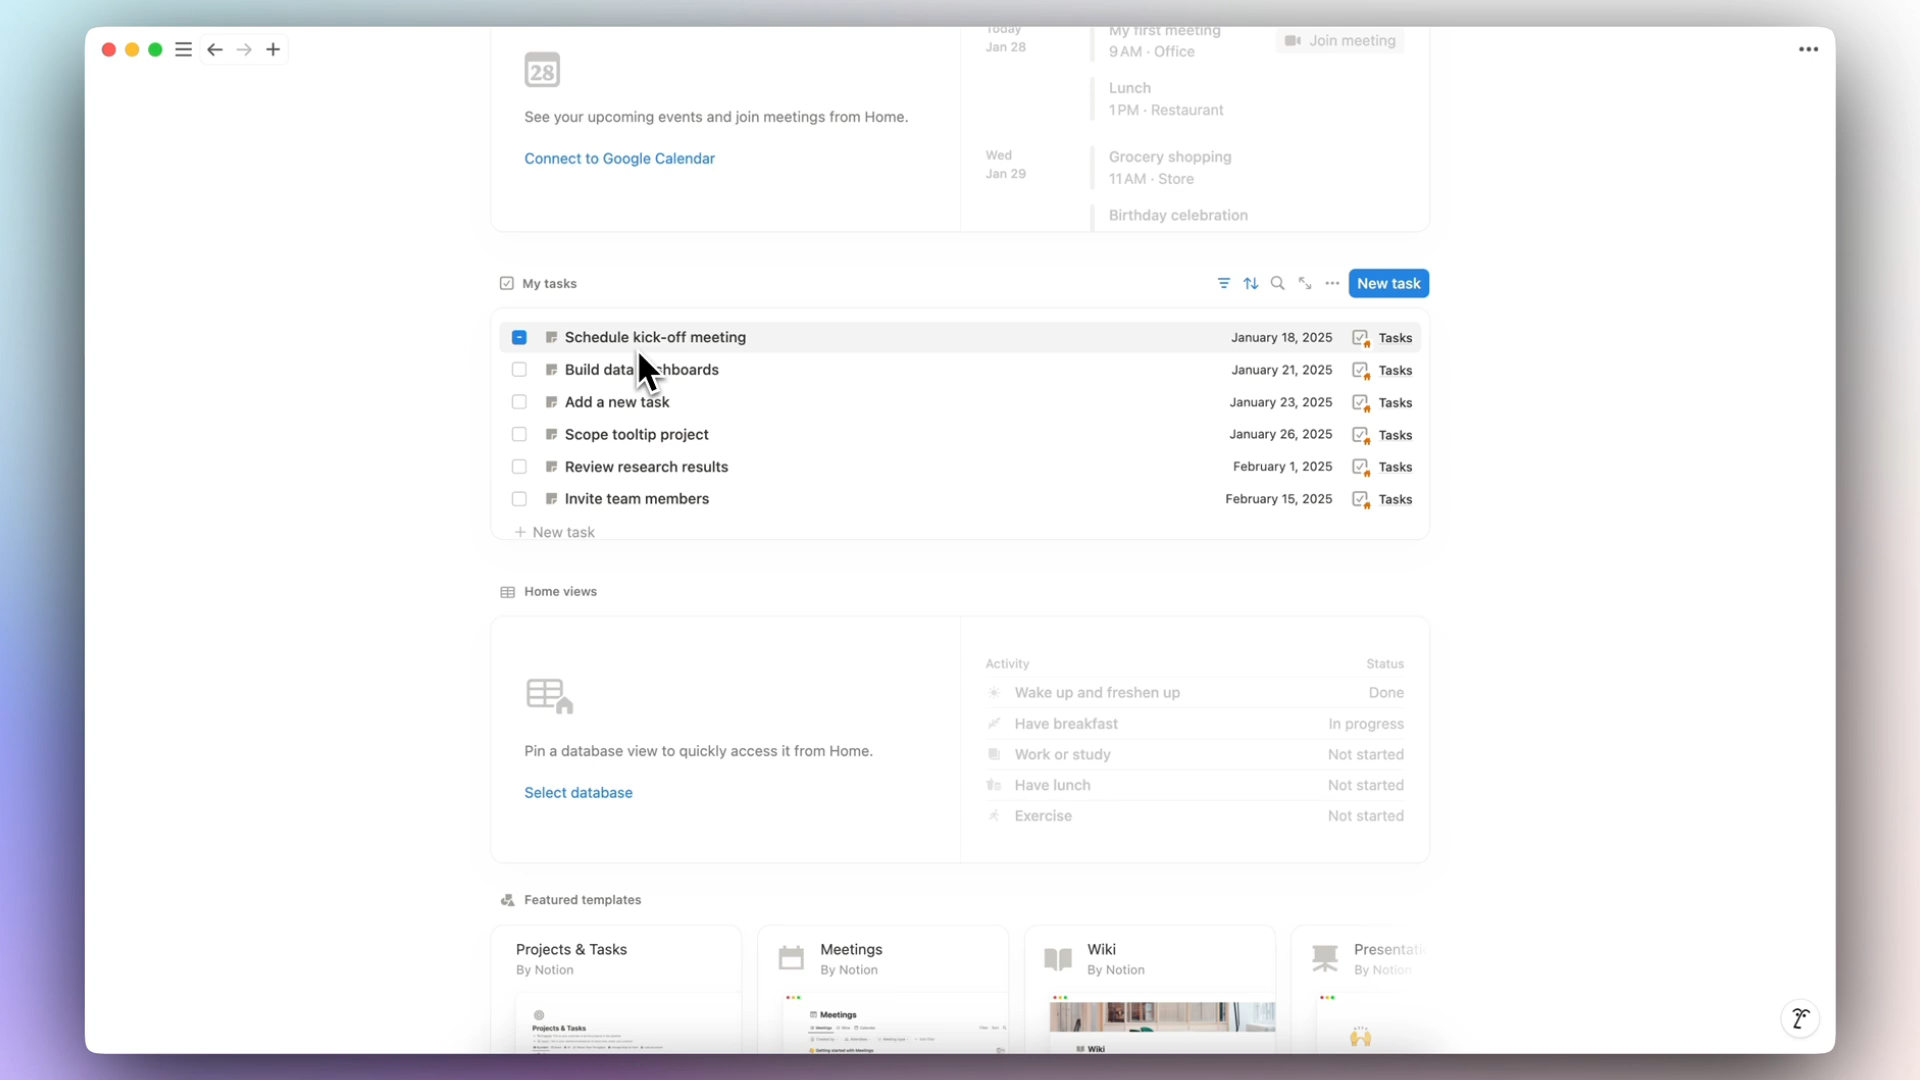 Today
My first meeting
Join meeting
Jan 28
9 AM · Office
28
Lunch
See your upcoming events and join meetings from Home.
1 PM · Restaurant
Connect to Google Calendar
Wed
Grocery shopping
Jan 29
11 AM · Store
Birthday celebration
My tasks
New task
Schedule kick-off meeting
January 18, 2025
Tasks
Build data hboards
January 21, 2025
Tasks
Add a new task
January 23, 2025
Tasks
Scope tooltip project
January 26, 2025
Tasks
Review research results
February 1, 2025
Tasks
Invite team members
February 15, 2025
Tasks
+ New task
Home views
Activity
Status
Wake up and freshen up
Done
Have breakfast
In progress
Pin a database view to quickly access it from Home.
Work or study
Not started
Select database
Have lunch
Not started
Exercise
Not started
Featured templates
Projects & Tasks
By Notion
Meetings
By Notion
Wiki
By Notion
Presentati
By Notion
Projects & Tasks
Meetings
Wiki